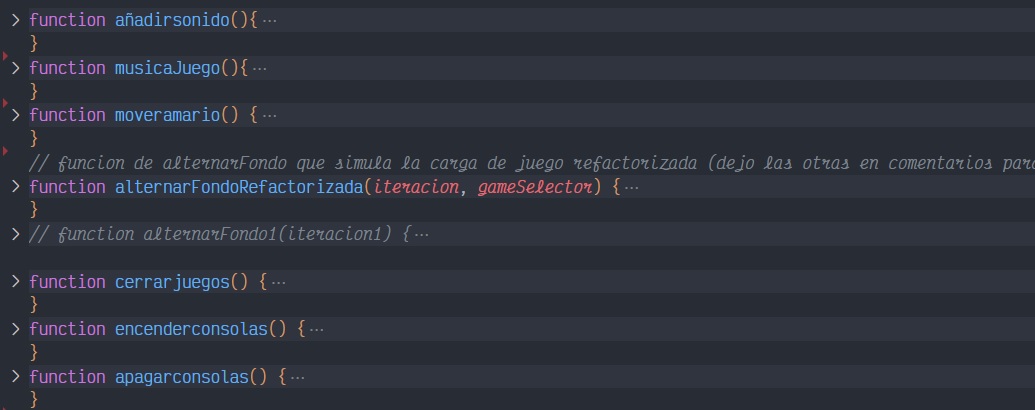 function añadirsonido(){ ···
}
function musicaJuego(){ ···
}
function moveramario() { ···
}
// funcion de alternarFondo que simula la carga de juego refactorizada (dejo las otras en comentarios para
function alternarFondoRefactorizada(iteracion, gameSelector) { ···
}
// function alternarFondo1(iteracion1) { ···
function cerrarjuegos() { ···
}
function encenderconsolas() { ···
}
function apagarconsolas() { ···
}